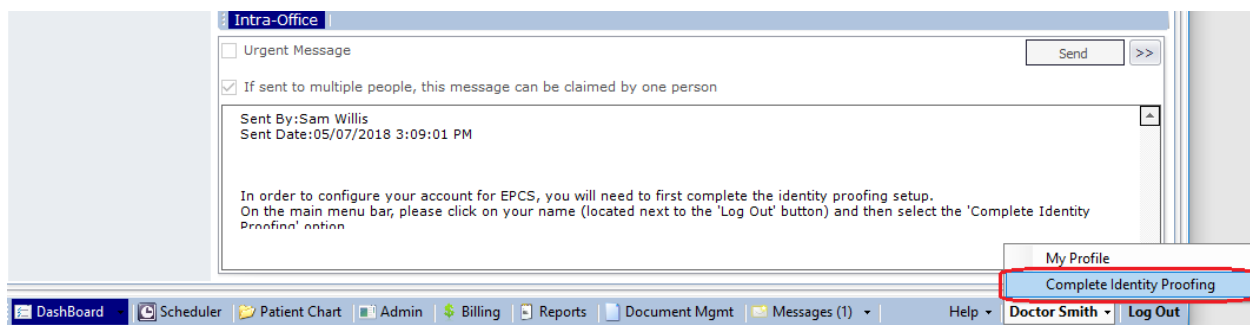 Intra-Office
Urgent Message
Send
>>
If sent to multiple people, this message can be claimed by one person
Sent By:Sam Willis
Sent Date:05/07/2018 3:09:01 PM
In order to configure your account for EPCS, you will need to first complete the identity proofing setup.
On the main menu bar, please click on your name (located next to the 'Log Out' button) and then select the 'Complete Identity
Proofing' option
My Profile
Complete Identity Proofing
DashBoard Scheduler Patient Chart Admin Billing Reports Document Mgmt Messages (1) Help Doctor Smith Log Out